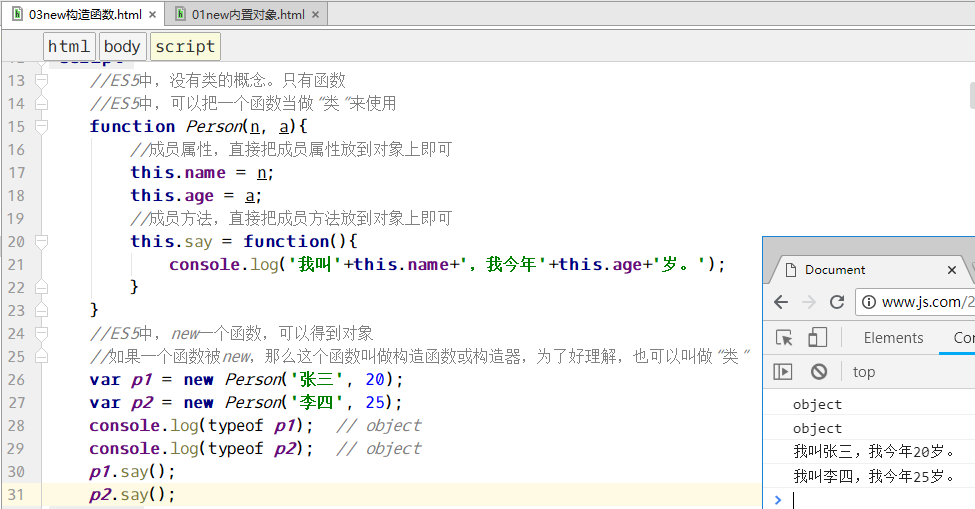 03new构造函数.html × 01new内置对象.html ×
html body script
13 //ES5中，没有类的概念。只有函数
14 //ES5中，可以把一个函数当做“类”来使用
15 function Person(n, a){
16 //成员属性，直接把成员属性放到对象上即可
17 this.name = n;
18 this.age = a;
19 //成员方法，直接把成员方法放到对象上即可
20 this.say = function(){
21 console.log('我叫'+this.name+'，我今年'+this.age+'岁。');
22 }
23 }
24 //ES5中，new一个函数，可以得到对象
25 //如果一个函数被new，那么这个函数叫做构造函数或构造器，为了好理解，也可以叫做“类”
26 var p1 = new Person('张三', 20);
27 var p2 = new Person('李四', 25);
28 console.log(typeof p1); // object
29 console.log(typeof p2); // object
30 p1.say();
31 p2.say();
Document ×
www.js.com/2
Elements Con
top
object
object
我叫张三，我今年20岁。
我叫李四，我今年25岁。
>